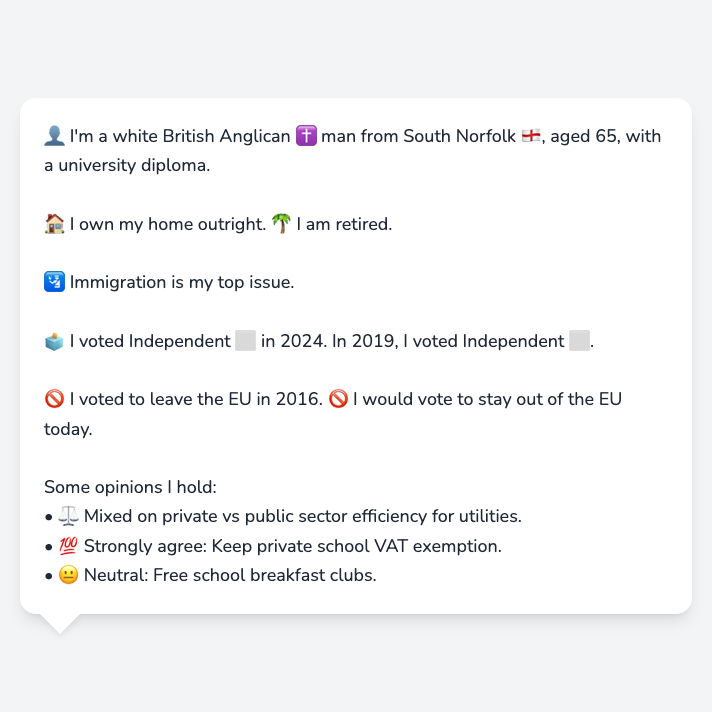 👤 I'm a white British Anglican ✝️ man from South Norfolk 🏴󠁧󠁢󠁥󠁮󠁧󠁿, aged 65, with
a university diploma.
🏠 I own my home outright. 🌴 I am retired.
🛂 Immigration is my top issue.
🗳️ I voted Independent ⬜ in 2024. In 2019, I voted Independent ⬜.
🚫 I voted to leave the EU in 2016. 🚫 I would vote to stay out of the EU
today.
Some opinions I hold:
• ⚖️ Mixed on private vs public sector efficiency for utilities.
• 💯 Strongly agree: Keep private school VAT exemption.
• 😐 Neutral: Free school breakfast clubs.